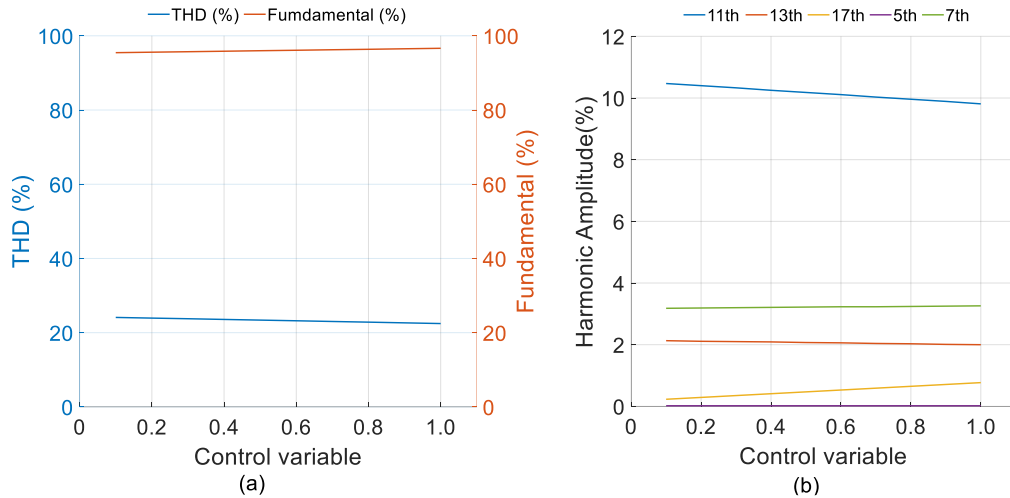 THD (%) Fumdamental (%)
100
80
60
40
20
0
THD (%)
100
80
60
40
20
0
Fundamental (%)
0 0.2 0.4 0.6 0.8 1.0
Control variable
(a)
11th 13th 17th 5th 7th
12
10
8
6
4
2
0
Harmonic Amplitude(%)
0 0.2 0.4 0.6 0.8 1.0
Control variable
(b)